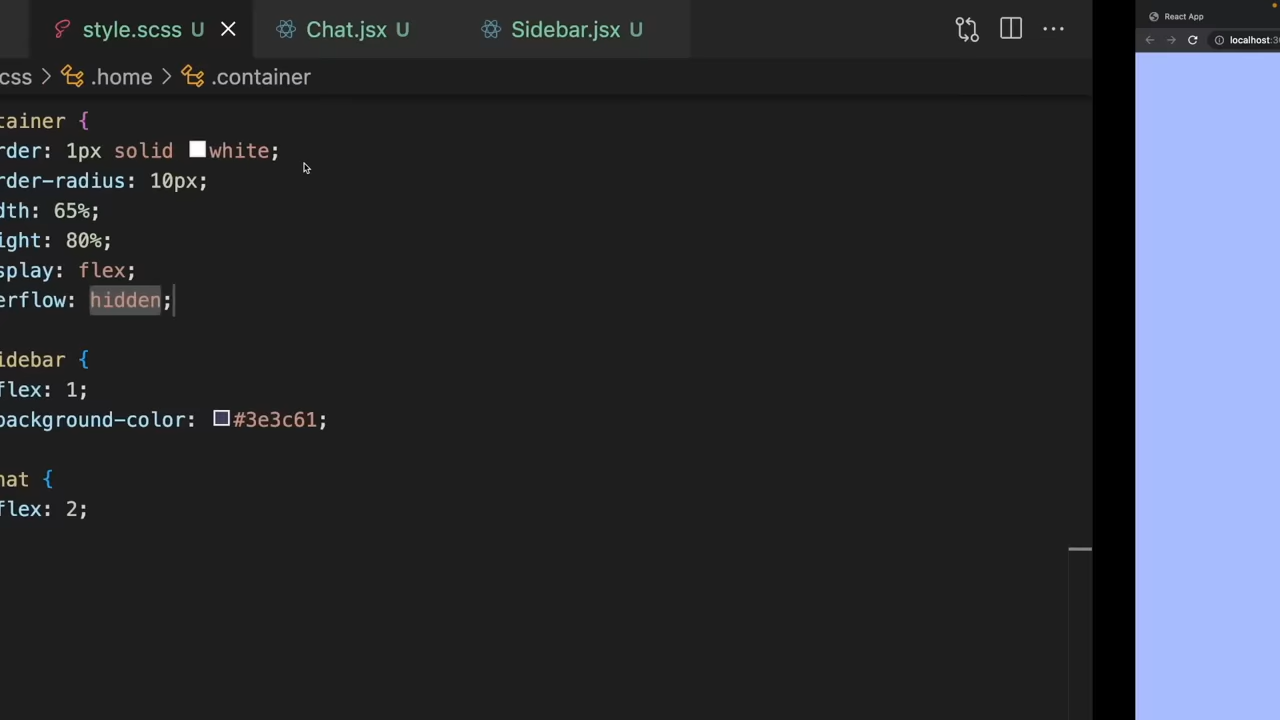 style.scss U
Chat.jsx U
Sidebar.jsx U
css > .home > .container
tainer {
rder: 1px solid white;
rder-radius: 10px;
dth: 65%;
ight: 80%;
splay: flex;
erflow: hidden;
idebar {
flex: 1;
background-color: #3e3c61;
hat {
flex: 2;
React App
localhost:30